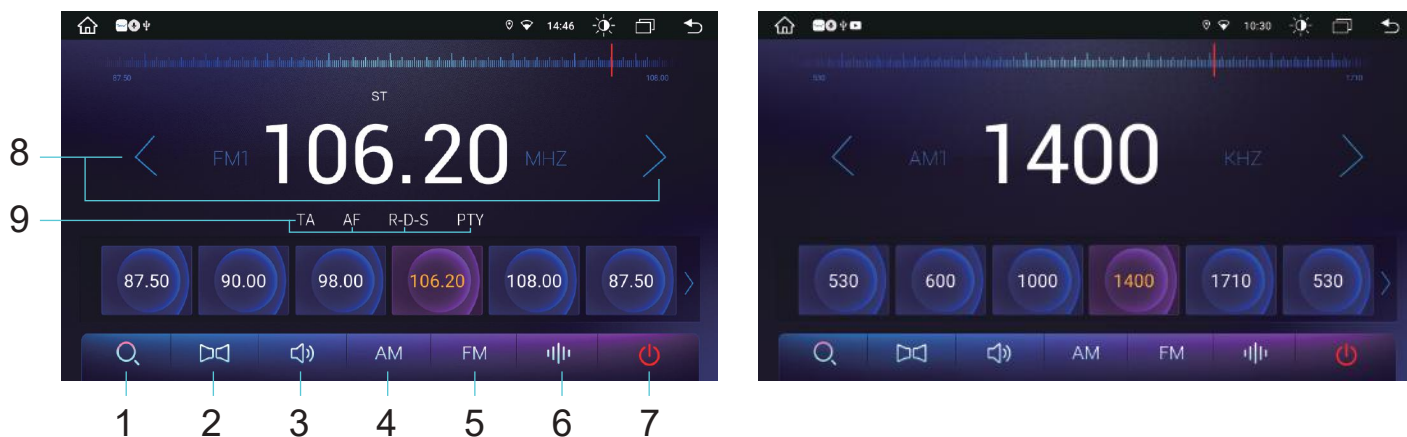 14:46
87.50 108.00
ST
8 FM1 106.20 MHZ
9 TA AF R-D-S PTY
87.50 90.00 98.00 106.20 108.00 87.50
AM FM
1 2 3 4 5 6 7
10:30
530 1710
AM1 1400 KHZ
530 600 1000 1400 1710 530
AM FM